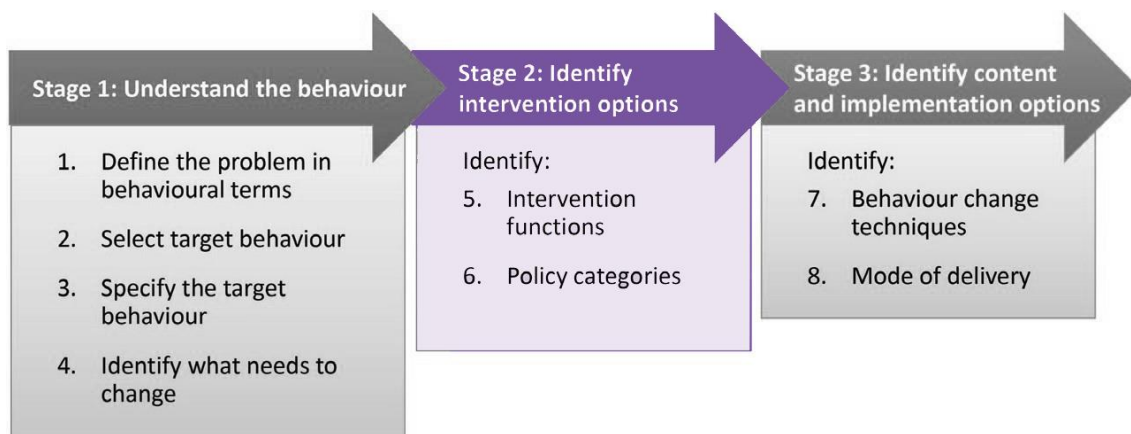 Stage 1: Understand the behaviour
1. Define the problem in
behavioural terms
2. Select target behaviour
3. Specify the target
behaviour
4. Identify what needs to
change
Stage 2: Identify
intervention options
Identify:
5. Intervention
functions
6. Policy categories
Stage 3: Identify content
and implementation options
Identify:
7. Behaviour change
techniques
8. Mode of delivery